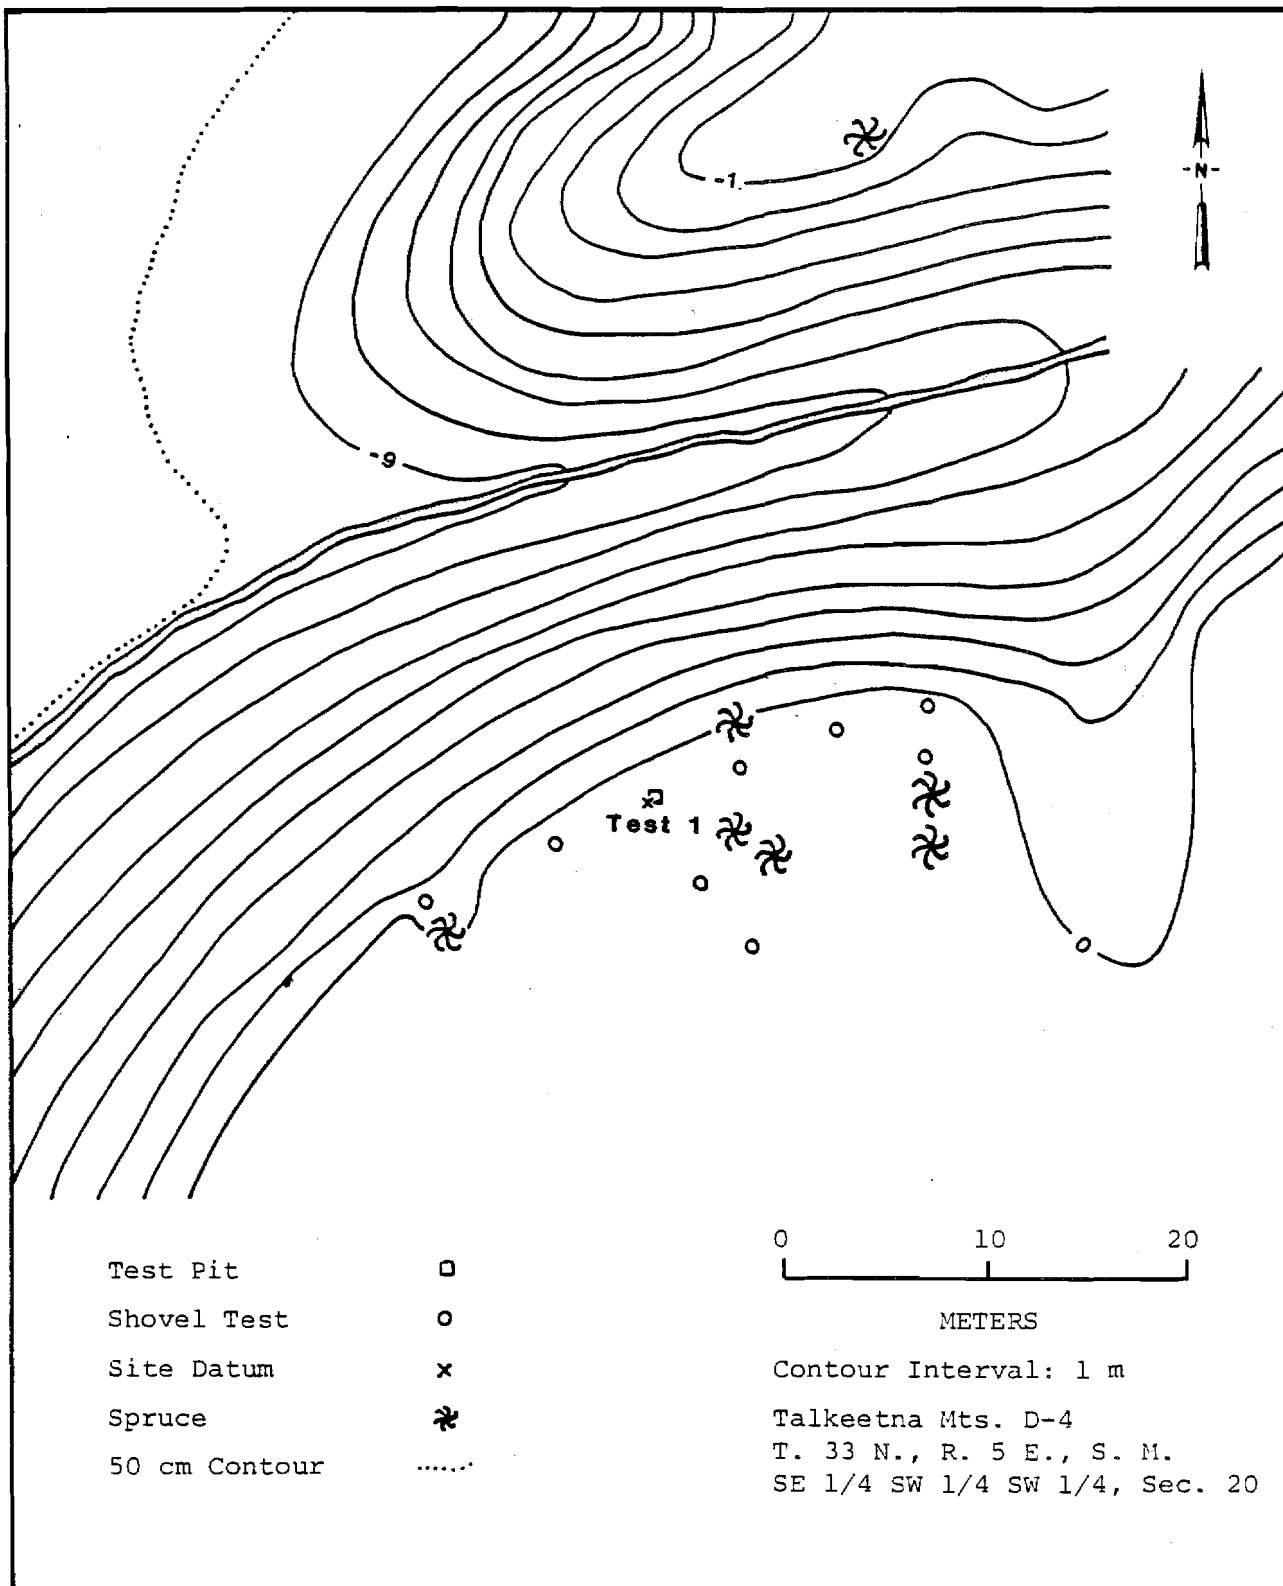 -N-
-1.
-9
Test 1
0
0 10 20
METERS
Test Pit
Shovel Test
Site Datum
Spruce
50 cm Contour
Contour Interval: 1 m
Talkeetna Mts. D-4
T. 33 N., R. 5 E., S. M.
SE 1/4 SW 1/4 SW 1/4, Sec. 20